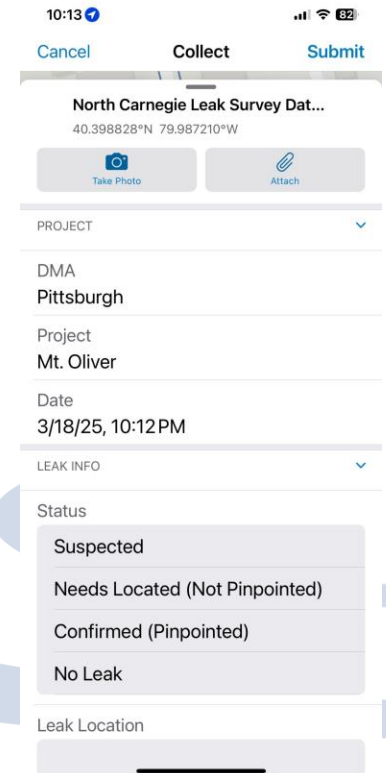 10:13
82
Cancel
Collect
Submit
North Carnegie Leak Survey Dat...
40.398828°N 79.987210°W
Take Photo
Attach
PROJECT
DMA
Pittsburgh
Project
Mt. Oliver
Date
3/18/25, 10:12 PM
LEAK INFO
Status
Suspected
Needs Located (Not Pinpointed)
Confirmed (Pinpointed)
No Leak
Leak Location